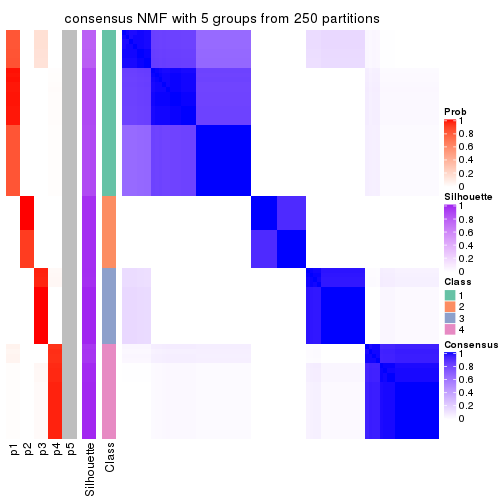 consensus NMF with 5 groups from 250 partitions
Prob
1
0.8
0.6
0.4
0.2
0
Silhouette
1
0.8
0.6
0.4
0.2
0
Class
1
2
3
4
Consensus
1
0.8
0.6
0.4
0.2
0
p1
p2
p3
p4
p5
Silhouette
Class